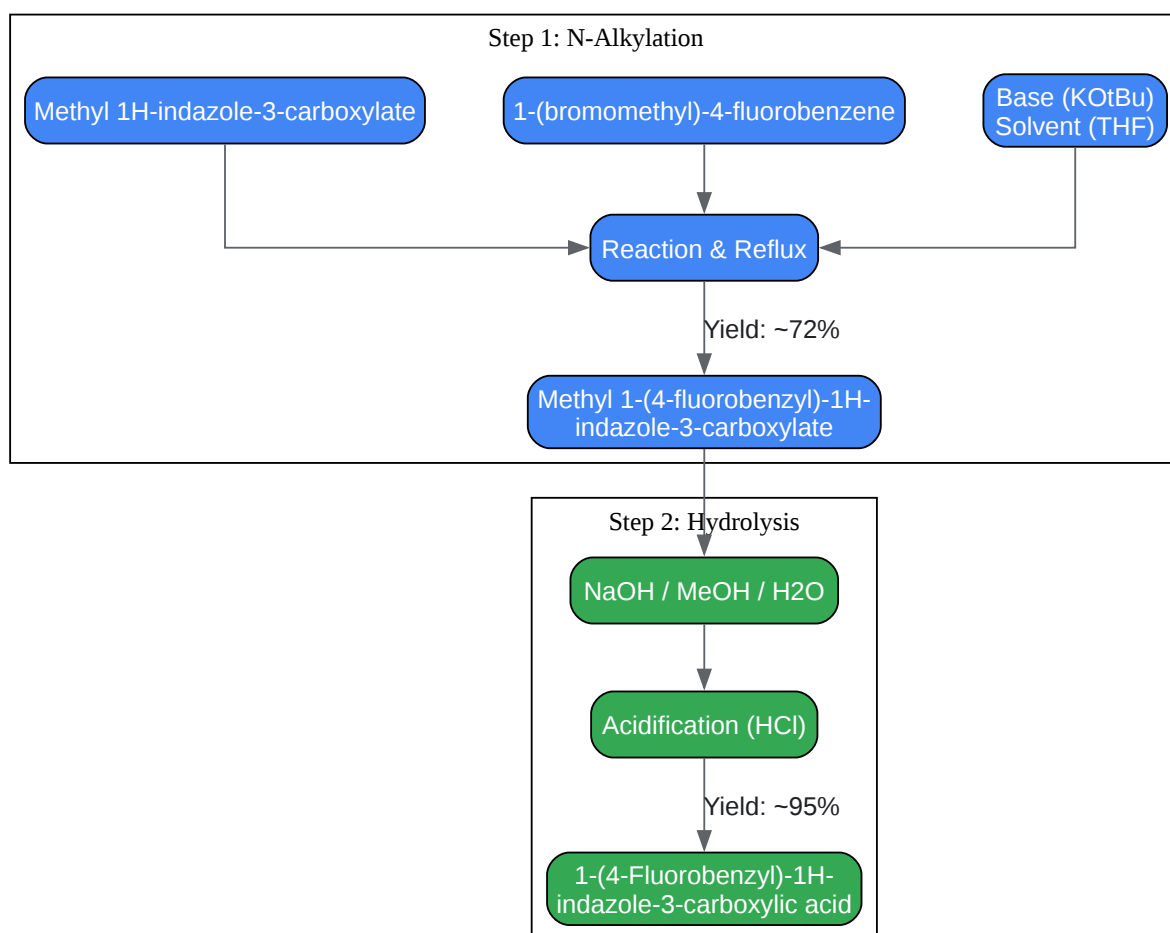 Step 1: N-Alkylation
Methyl 1H-indazole-3-carboxylate
1-(bromomethyl)-4-fluorobenzene
Base (KOtBu)
Solvent (THF)
Reaction & Reflux
Yield: ~72%
Methyl 1-(4-fluorobenzyl)-1H-
indazole-3-carboxylate
Step 2: Hydrolysis
NaOH / MeOH / H2O
Acidification (HCl)
Yield: ~95%
1-(4-Fluorobenzyl)-1H-
indazole-3-carboxylic acid